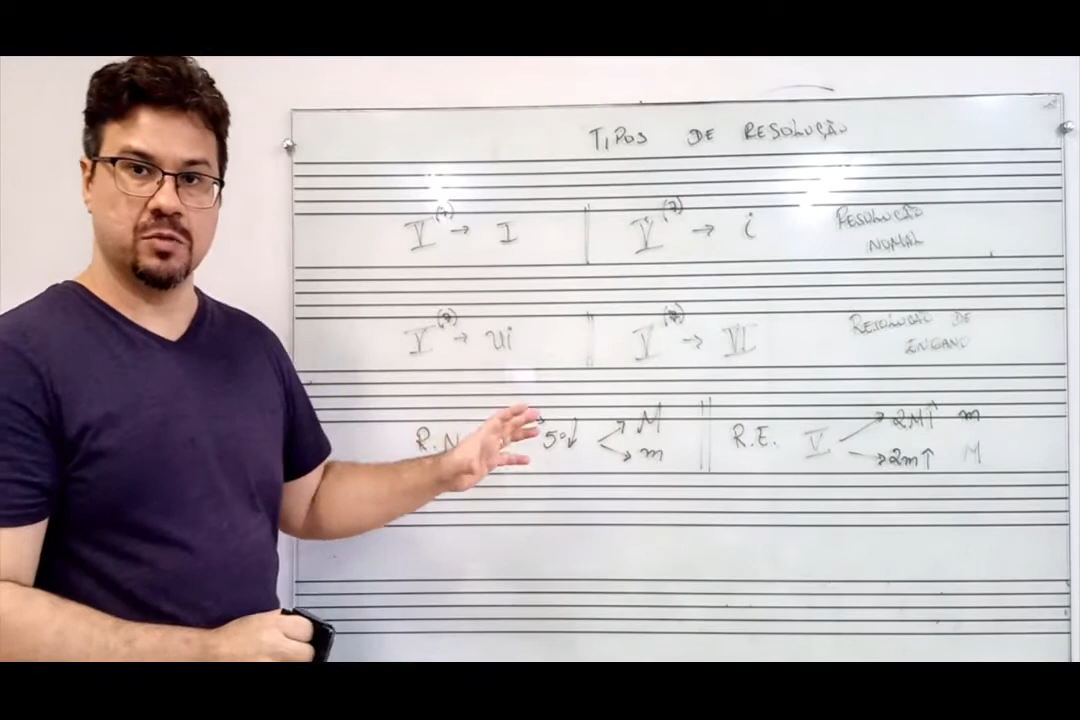 TIPOS DE RESOLUÇÃO
V(7) → I || V(7) → i RESOLUÇÃO
NORMAL
V(7) → vi || V(7) → VI RESOLUÇÃO DE
ENGANO
R.N 5ª↓ → M || R.E. V → 2M↑ m
→ m → 2m↑ M